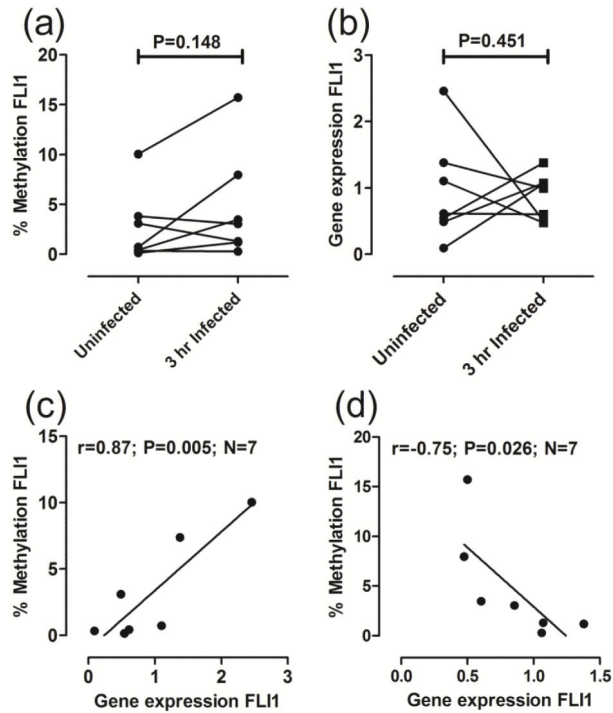 (a)
P=0.148
% Methylation FLI1
20
15
10
5
0
Uninfected
3 hr Infected
(b)
P=0.451
Gene expression FLI1
3
2
1
0
Uninfected
3 hr Infected
(c)
r=0.87; P=0.005; N=7
% Methylation FLI1
15
10
5
0
0 1 2 3
Gene expression FLI1
(d)
r=-0.75; P=0.026; N=7
% Methylation FLI1
20
15
10
5
0
0.0 0.5 1.0 1.5
Gene expression FLI1